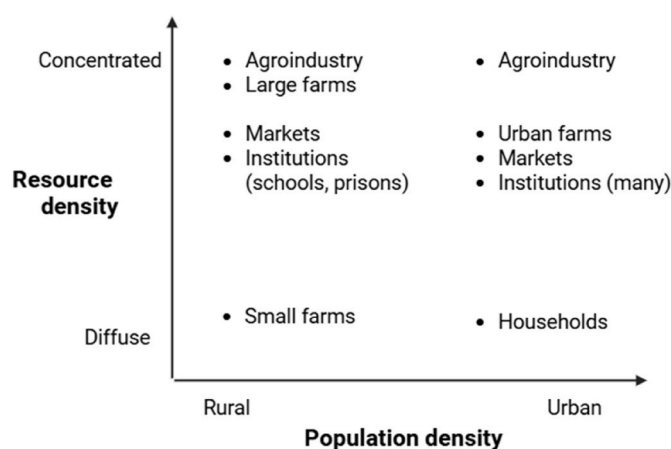 Concentrated
• Agroindustry
• Large farms
• Agroindustry
• Markets
• Institutions
(schools, prisons)
• Urban farms
• Markets
• Institutions (many)
Resource
density
• Small farms
• Households
Diffuse
Rural
Urban
Population density